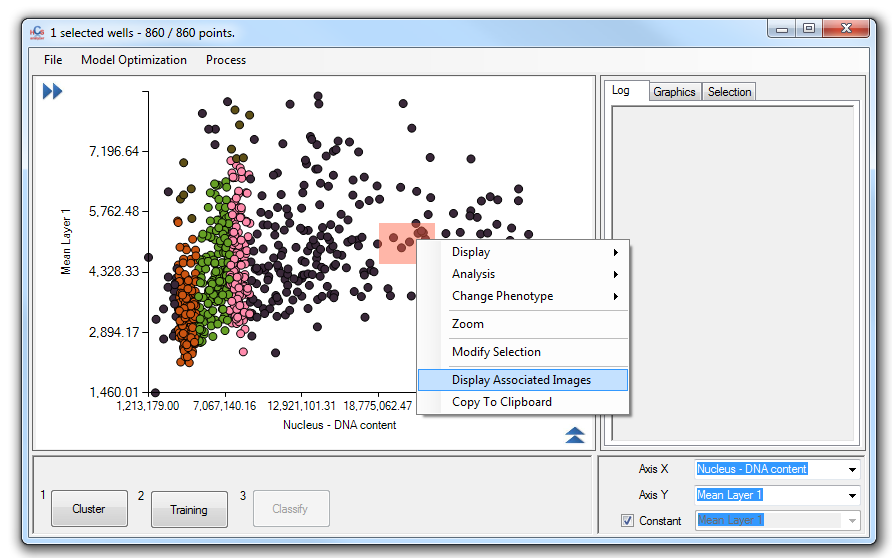 1 selected wells - 860 / 860 points.
File Model Optimization Process
Log Graphics Selection
7,196.64
5,762.48
4,328.33
2,894.17
1,460.01
Mean Layer 1
1,213,179.00 7,067,140.16 12,921,101.31 18,775,062.47
Nucleus - DNA content
Display
Analysis
Change Phenotype
Zoom
Modify Selection
Display Associated Images
Copy To Clipboard
1 Cluster 2 Training 3 Classify
Axis X Nucleus - DNA content
Axis Y Mean Layer 1
Constant Mean Layer 1